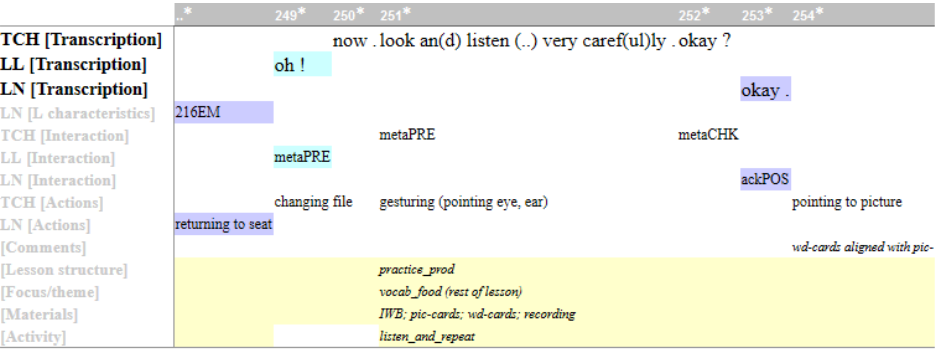 ..* 249* 250* 251* 252* 253* 254*
TCH [Transcription] now . look an(d) listen (..) very caref(ul)ly . okay ?
LL [Transcription] oh !
LN [Transcription] okay .
LN [L characteristics] 216EM
TCH [Interaction] metaPRE metaCHK
LL [Interaction] metaPRE
LN [Interaction] ackPOS
TCH [Actions] changing file gesturing (pointing eye, ear) pointing to picture
LN [Actions] returning to seat
[Comments] wd-cards aligned with pic-
[Lesson structure] practice_prod
[Focus/theme] vocab_food (rest of lesson)
[Materials] IWB; pic-cards; wd-cards; recording
[Activity] listen_and_repeat